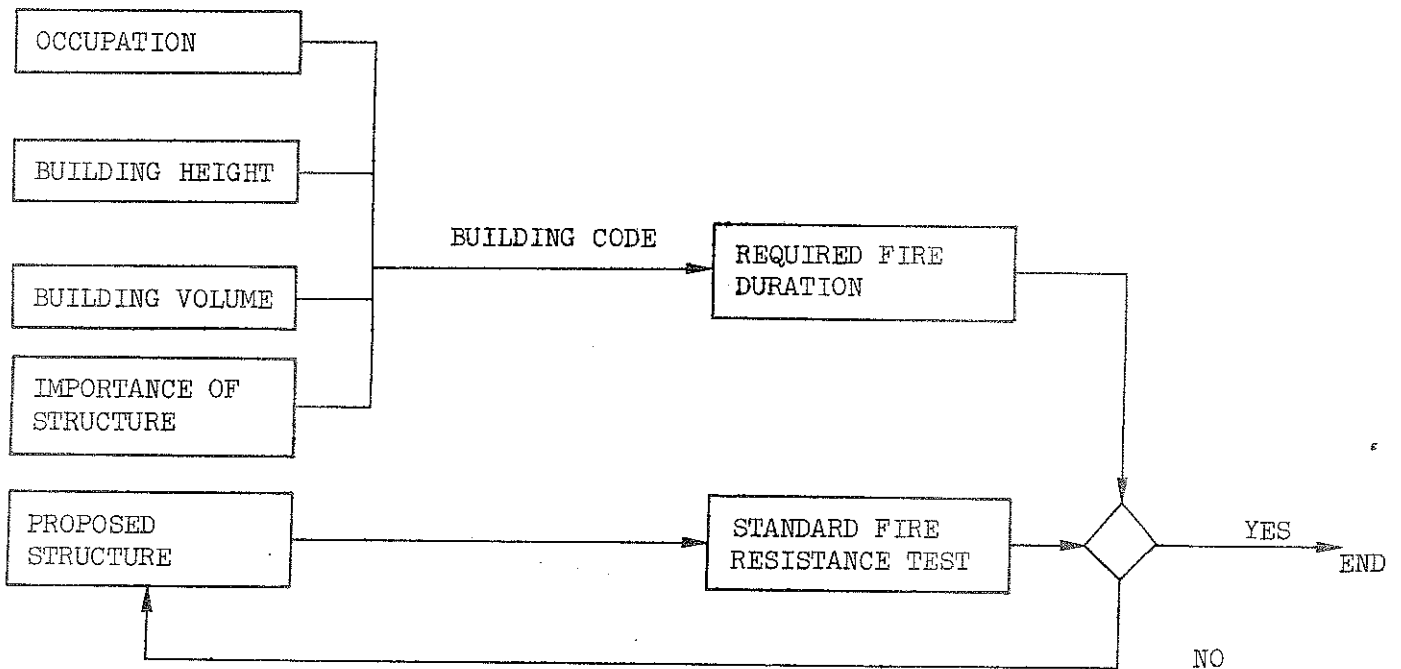 OCCUPATION
BUILDING HEIGHT
BUILDING VOLUME
IMPORTANCE OF
STRUCTURE
BUILDING CODE
REQUIRED FIRE
DURATION
PROPOSED
STRUCTURE
STANDARD FIRE
RESISTANCE TEST
YES
END
NO